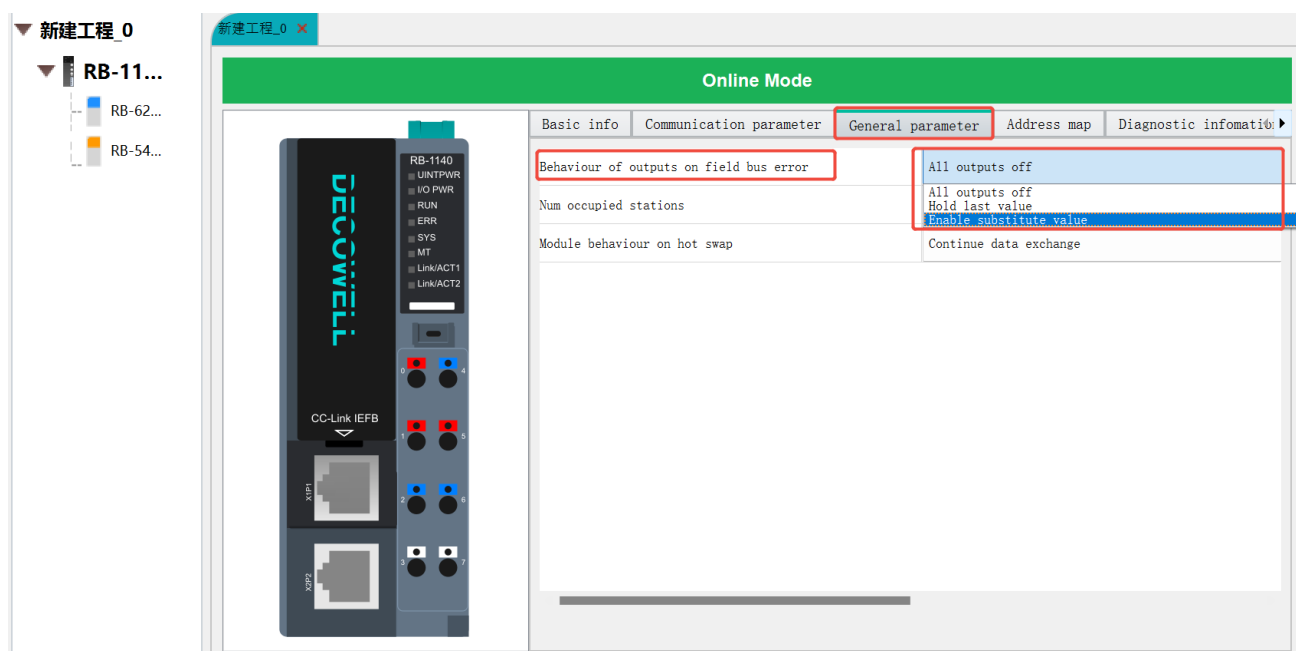 新建工程_0
RB-11...
RB-62...
RB-54...
新建工程_0
Online Mode
Basic info
Communication parameter
General parameter
Address map
Diagnostic infomatio
Behaviour of outputs on field bus error
All outputs off
All outputs off
Hold last value
Enable substitute value
Num occupied stations
Module behaviour on hot swap
Continue data exchange
DECOWELL
RB-1140
UINTPWR
I/O PWR
RUN
ERR
SYS
MT
Link/ACT1
Link/ACT2
0 4
1 5
2 6
3 7
CC-Link IEFB
X1P1
X2P2